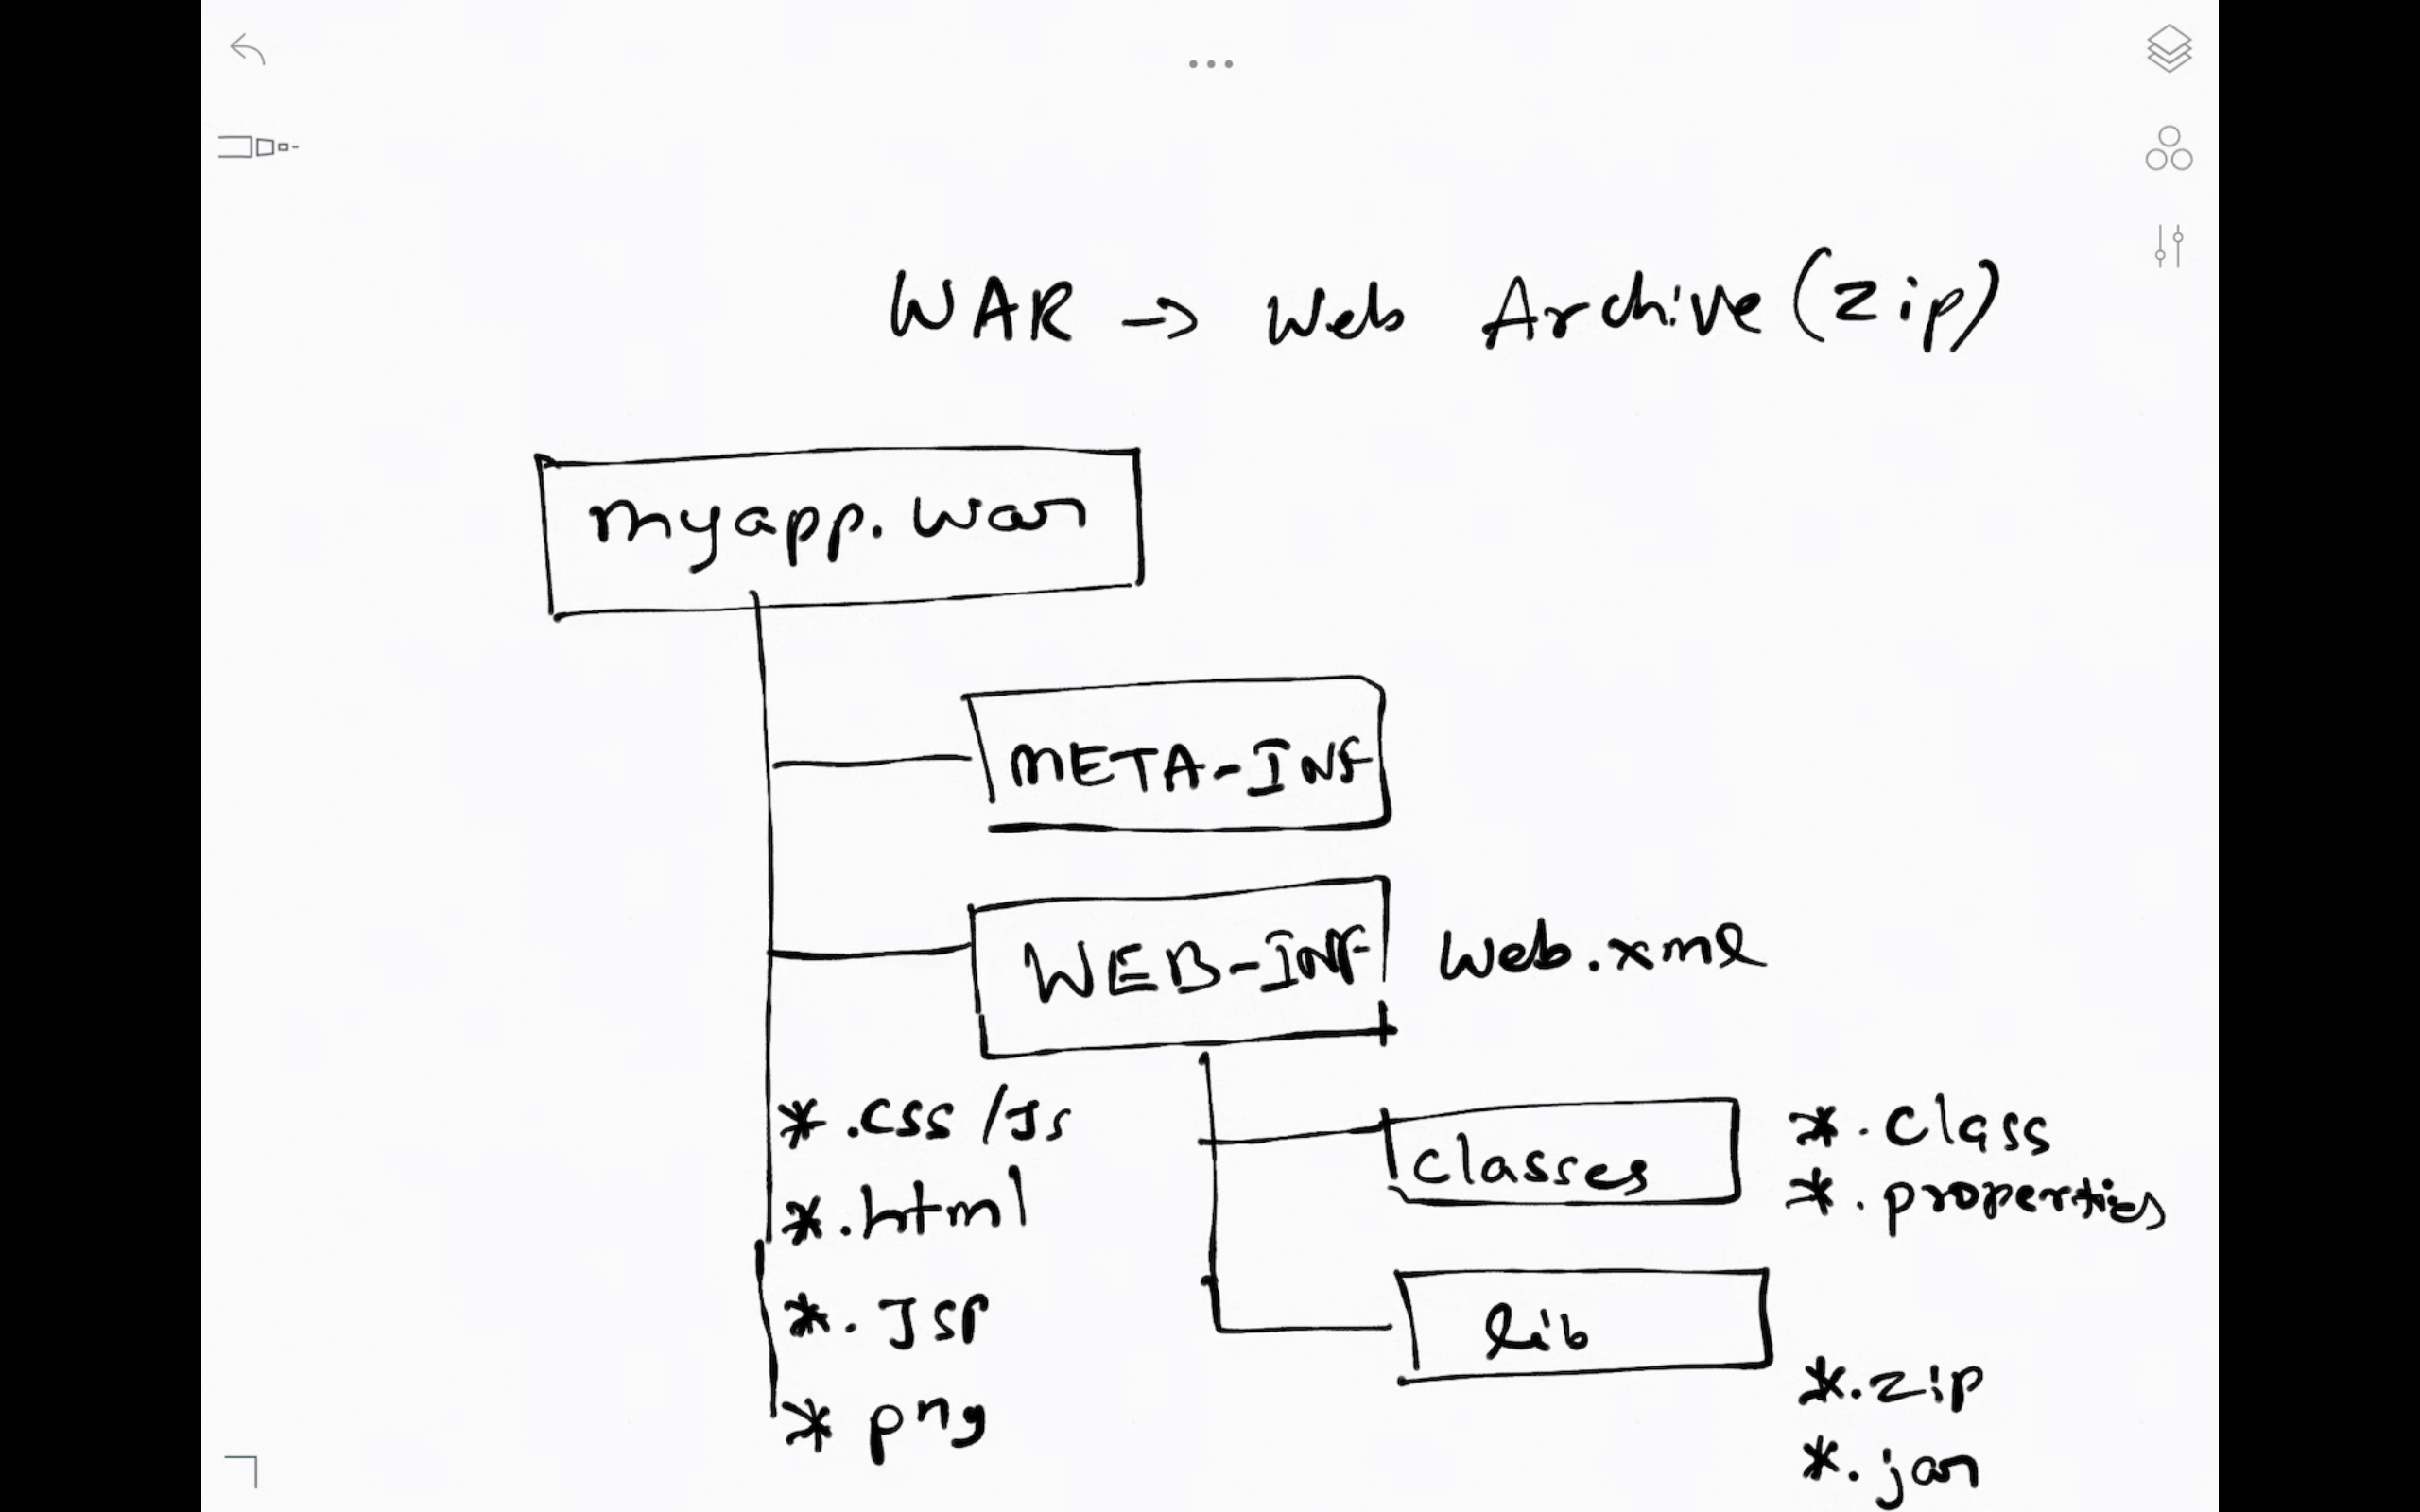 WAR -> Web Archive (zip)
myapp.war
META-INF
WEB-INF
Web.xml
*.css /Js
*.html
*.Jsp
* png
classes
*.class
*.properties
lib
*.zip
*.jar